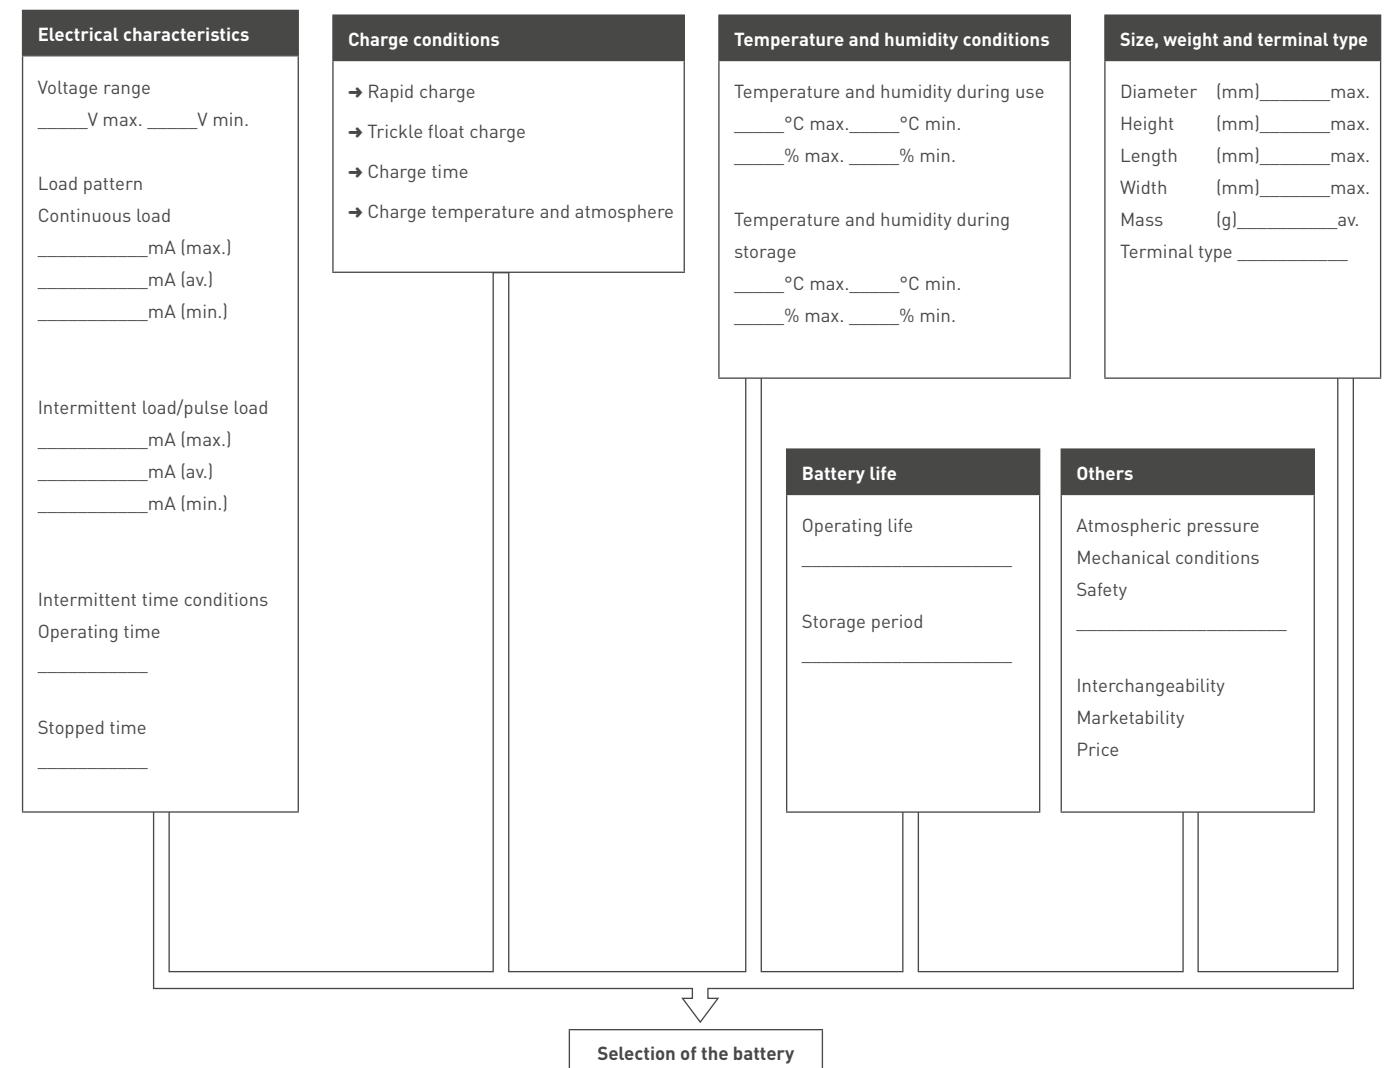 Electrical characteristics
Voltage range
_____V max. _____V min.
Load pattern
Continuous load
___________mA (max.)
___________mA (av.)
___________mA (min.)
Intermittent load/pulse load
___________mA (max.)
___________mA (av.)
___________mA (min.)
Intermittent time conditions
Operating time
___________
Stopped time
___________
Charge conditions
➜ Rapid charge
➜ Trickle float charge
➜ Charge time
➜ Charge temperature and atmosphere
Temperature and humidity conditions
Temperature and humidity during use
_____°C max._____°C min.
_____% max. _____% min.
Temperature and humidity during
storage
_____°C max._____°C min.
_____% max. _____% min.
Size, weight and terminal type
Diameter (mm)_______max.
Height (mm)_______max.
Length (mm)_______max.
Width (mm)_______max.
Mass (g)__________av.
Terminal type ___________
Battery life
Operating life
_____________________
Storage period
_____________________
Others
Atmospheric pressure
Mechanical conditions
Safety
_____________________
Interchangeability
Marketability
Price
Selection of the battery